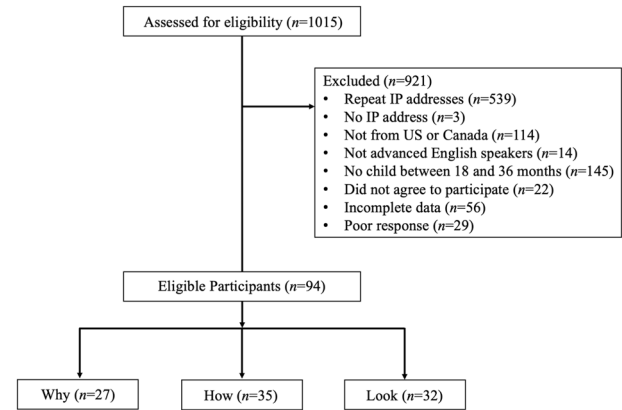 Assessed for eligibility (n=1015)
Excluded (n=921)
• Repeat IP addresses (n=539)
• No IP address (n=3)
• Not from US or Canada (n=114)
• Not advanced English speakers (n=14)
• No child between 18 and 36 months (n=145)
• Did not agree to participate (n=22)
• Incomplete data (n=56)
• Poor response (n=29)
Eligible Participants (n=94)
Why (n=27)
How (n=35)
Look (n=32)